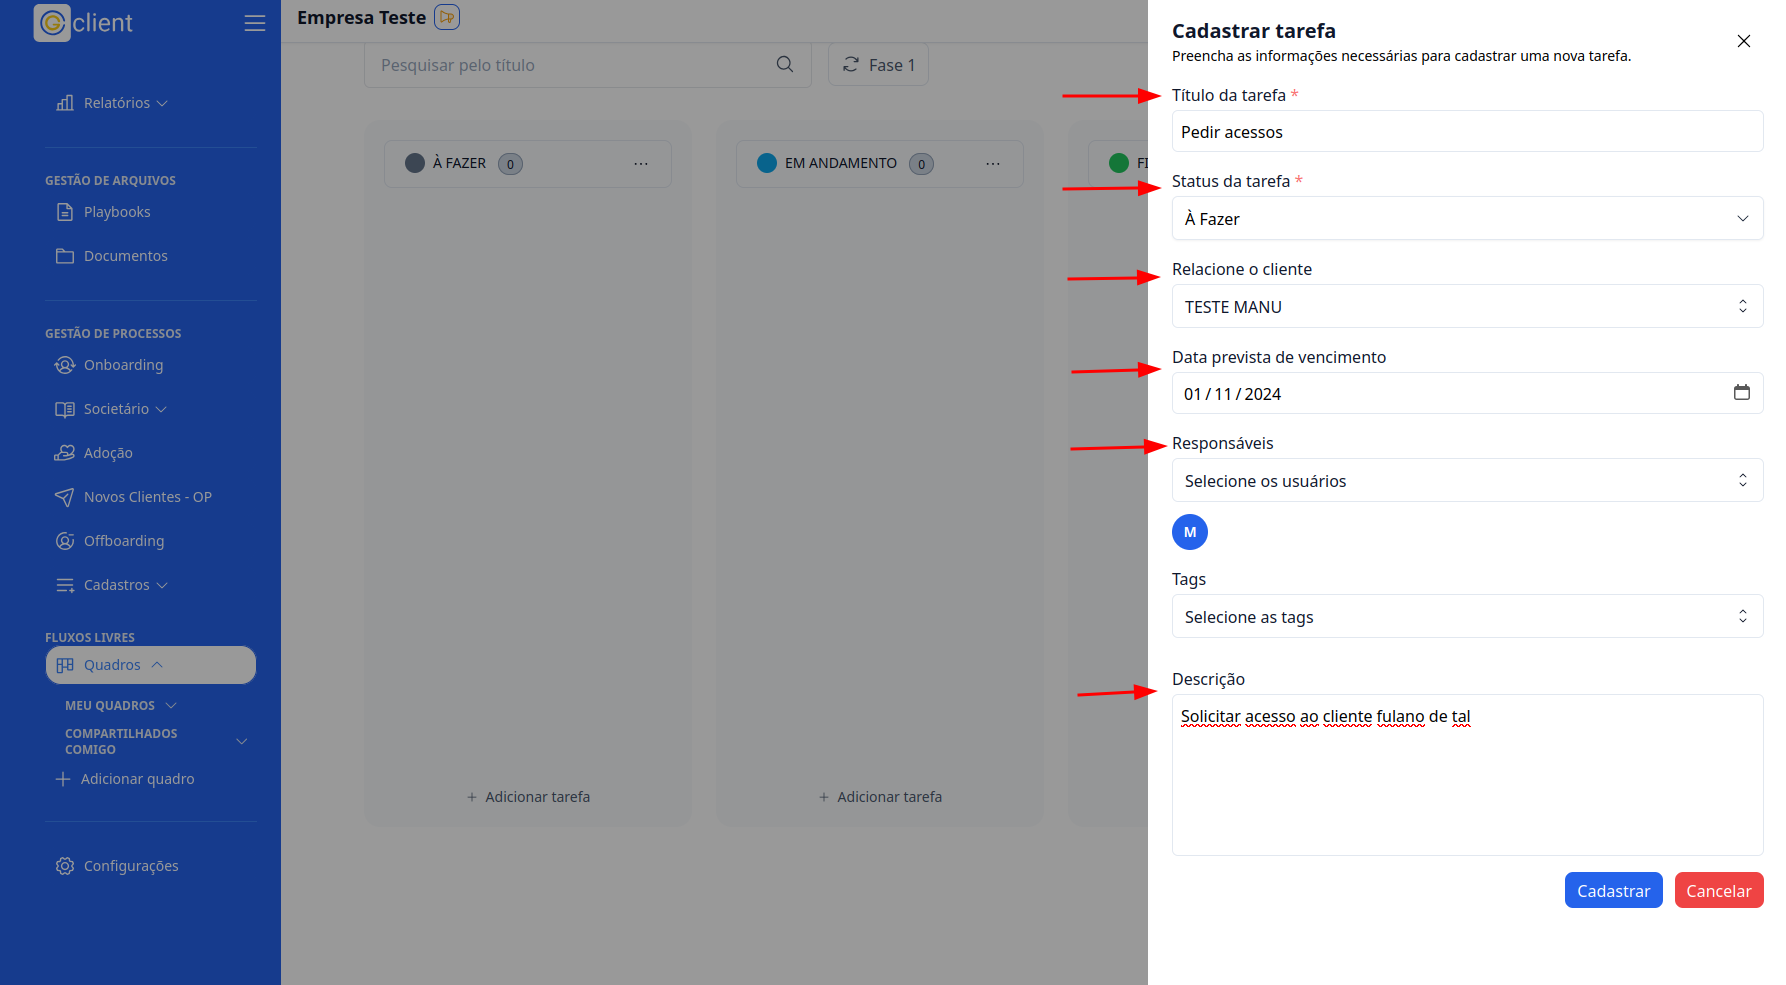 Gclient
Relatórios
GESTÃO DE ARQUIVOS
Playbooks
Documentos
GESTÃO DE PROCESSOS
Onboarding
Societário
Adoção
Novos Clientes - OP
Offboarding
Cadastros
FLUXOS LIVRES
Quadros
MEU QUADROS
COMPARTILHADOS
COMIGO
Adicionar quadro
Configurações
Empresa Teste
Pesquisar pelo título
Fase 1
À FAZER 0 ...
EM ANDAMENTO 0 ...
FI
+ Adicionar tarefa
+ Adicionar tarefa
Cadastrar tarefa
Preencha as informações necessárias para cadastrar uma nova tarefa.
Título da tarefa *
Pedir acessos
Status da tarefa *
À Fazer
Relacione o cliente
TESTE MANU
Data prevista de vencimento
01/11/2024
Responsáveis
Selecione os usuários
M
Tags
Selecione as tags
Descrição
Solicitar acesso ao cliente fulano de tal
Cadastrar
Cancelar